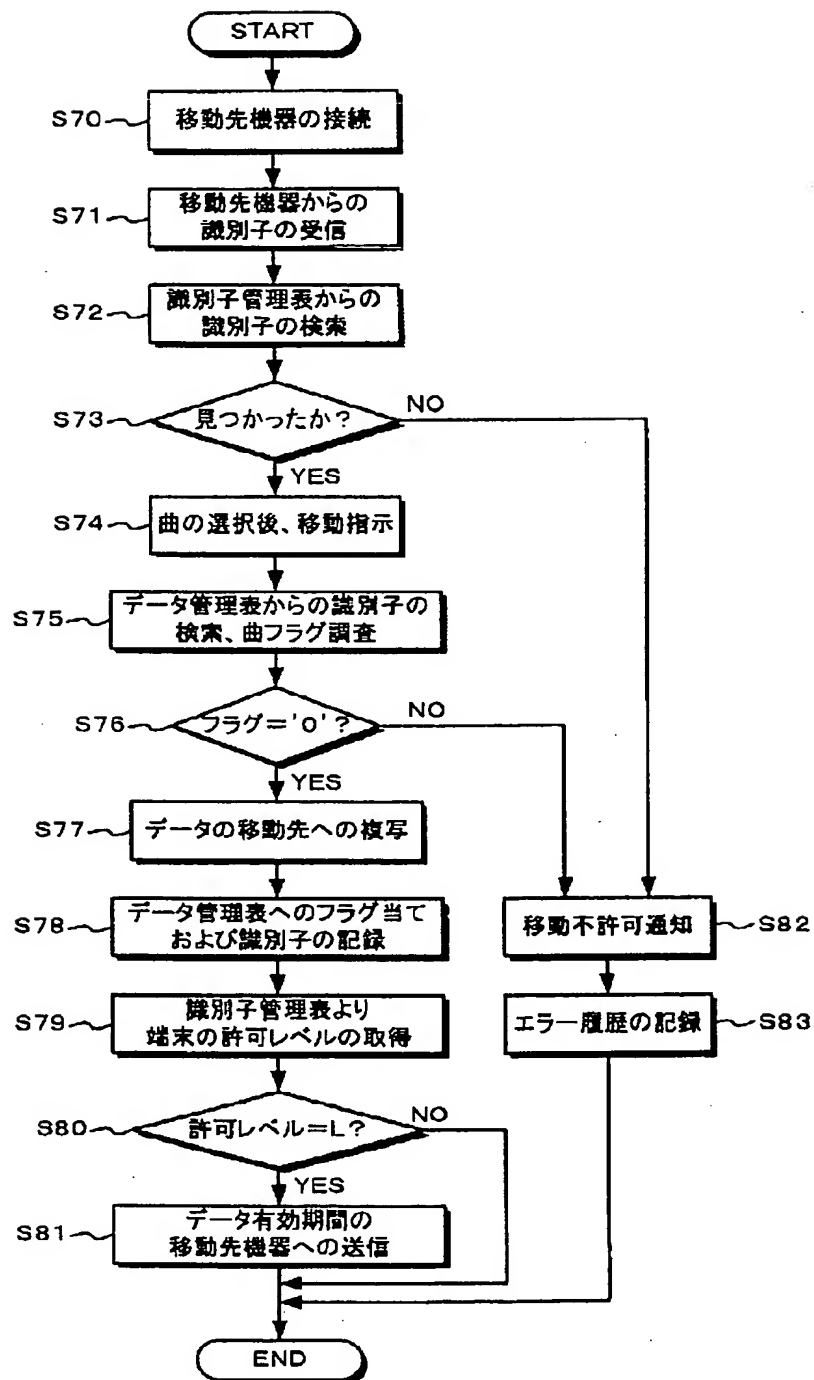 START
S70
移動先機器の接続
S71
移動先機器からの
識別子の受信
S72
識別子管理表からの
識別子の検索
S73
見つかったか?
NO
YES
S74
曲の選択後、移動指示
S75
データ管理表からの識別子の
検索、曲フラグ調査
S76
フラグ='0'?
NO
YES
S77
データの移動先への複写
S78
データ管理表へのフラグ当て
および識別子の記録
移動不許可通知
S82
S79
識別子管理表より
端末の許可レベルの取得
エラー履歴の記録
S83
S80
許可レベル=L?
NO
YES
S81
データ有効期間の
移動先機器への送信
END